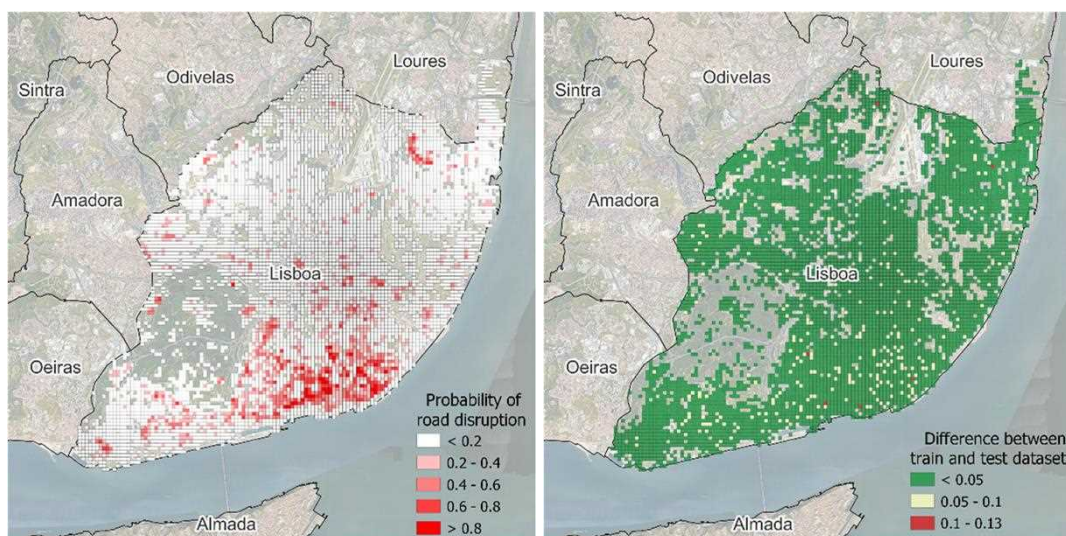 Loures
Odivelas
Sintra
Amadora
Lisboa
Oeiras
Almada
Probability of
road disruption
< 0.2
0.2 - 0.4
0.4 - 0.6
0.6 - 0.8
> 0.8
Loures
Odivelas
Sintra
Amadora
Lisboa
Oeiras
Almada
Difference between
train and test dataset
< 0.05
0.05 - 0.1
0.1 - 0.13